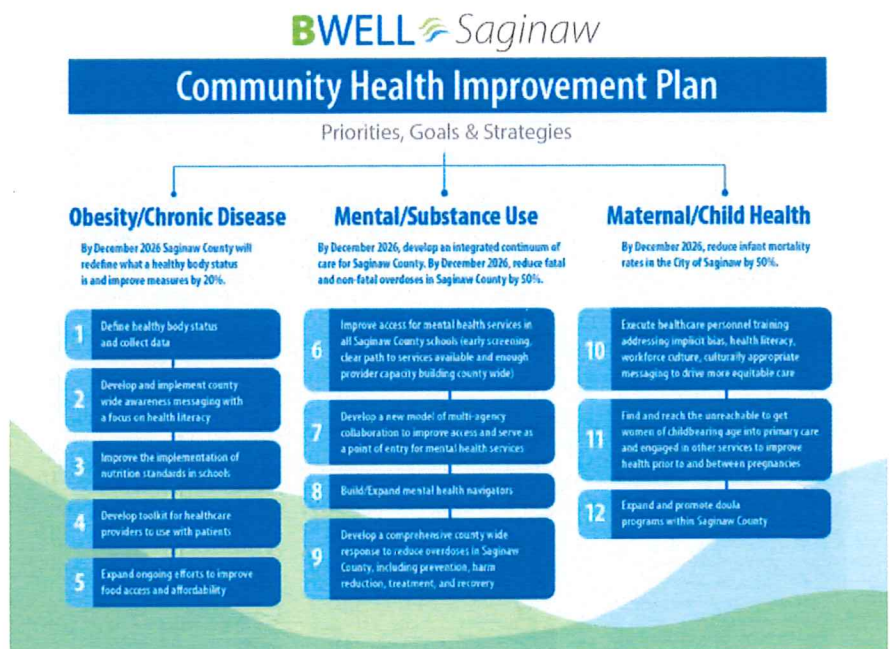 BWELL Saginaw
Community Health Improvement Plan
Priorities, Goals & Strategies
Obesity/Chronic Disease
By December 2026 Saginaw County will
redefine what a healthy body status
is and improve measures by 20%.
1
Define healthy body status
and collect data
2
Develop and implement county
wide awareness messaging with
a focus on health literacy
3
Improve the implementation of
nutrition standards in schools
4
Develop toolkit for healthcare
providers to use with patients
5
Expand ongoing efforts to improve
food access and affordability
Mental/Substance Use
By December 2026, develop an integrated continuum of
care for Saginaw County. By December 2026, reduce fatal
and non-fatal overdoses in Saginaw County by 50%.
6
Improve access for mental health services in
all Saginaw County schools (early screening,
clear path to services available and enough
provider capacity building county wide)
7
Develop a new model of multi-agency
collaboration to improve access and serve as
a point of entry for mental health services
8
Build/Expand mental health navigators
9
Develop a comprehensive county wide
response to reduce overdoses in Saginaw
County, including prevention, harm
reduction, treatment, and recovery
Maternal/Child Health
By December 2026, reduce infant mortality
rates in the City of Saginaw by 50%.
10
Execute healthcare personnel training
addressing implicit bias, health literacy,
workforce culture, culturally appropriate
messaging to drive more equitable care
11
Find and reach the unreachable to get
women of childbearing age into primary care
and engaged in other services to improve
health prior to and between pregnancies
12
Expand and promote doula
programs within Saginaw County